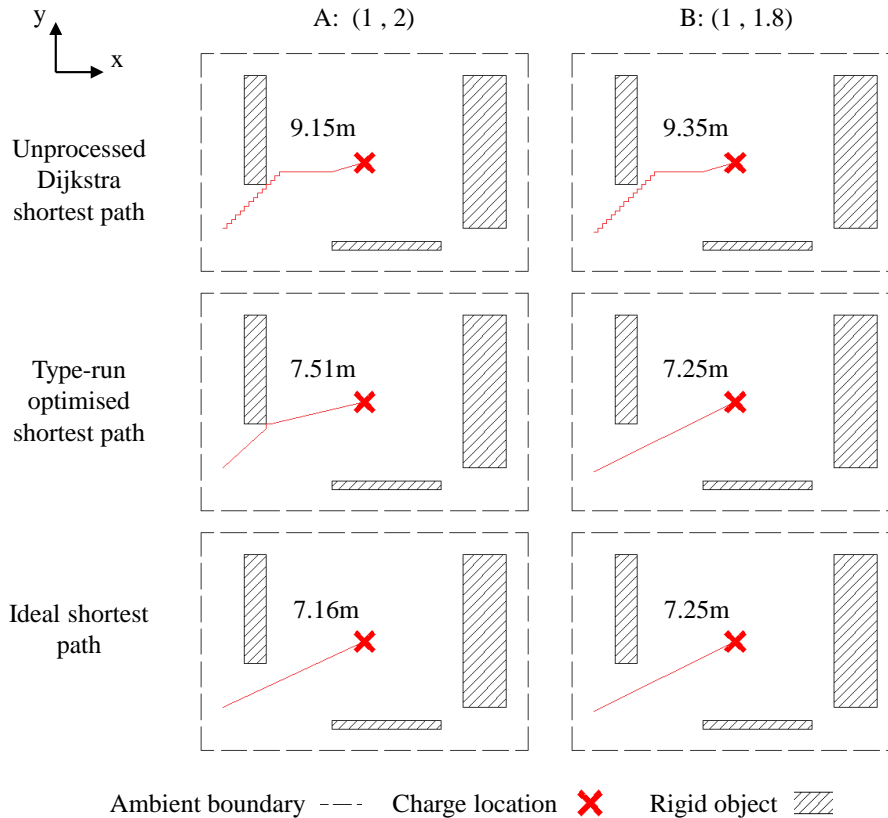 y
x
A: (1 , 2)
B: (1 , 1.8)
Unprocessed
Dijkstra
shortest path
9.15m
9.35m
Type-run
optimised
shortest path
7.51m
7.25m
Ideal shortest
path
7.16m
7.25m
Ambient boundary
Charge location
Rigid object